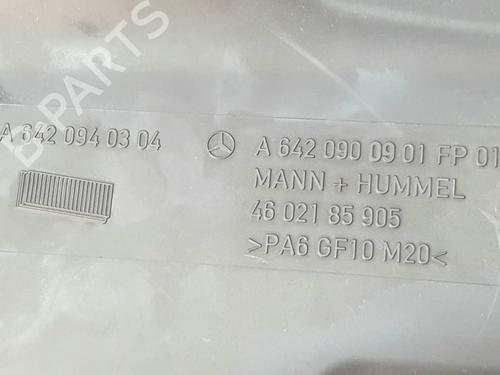 B-PARTS
A 642 094 03 04
A 642 090 09 01 FP 01
MANN + HUMMEL
46 021 85 905
>PA6 GF10 M20<